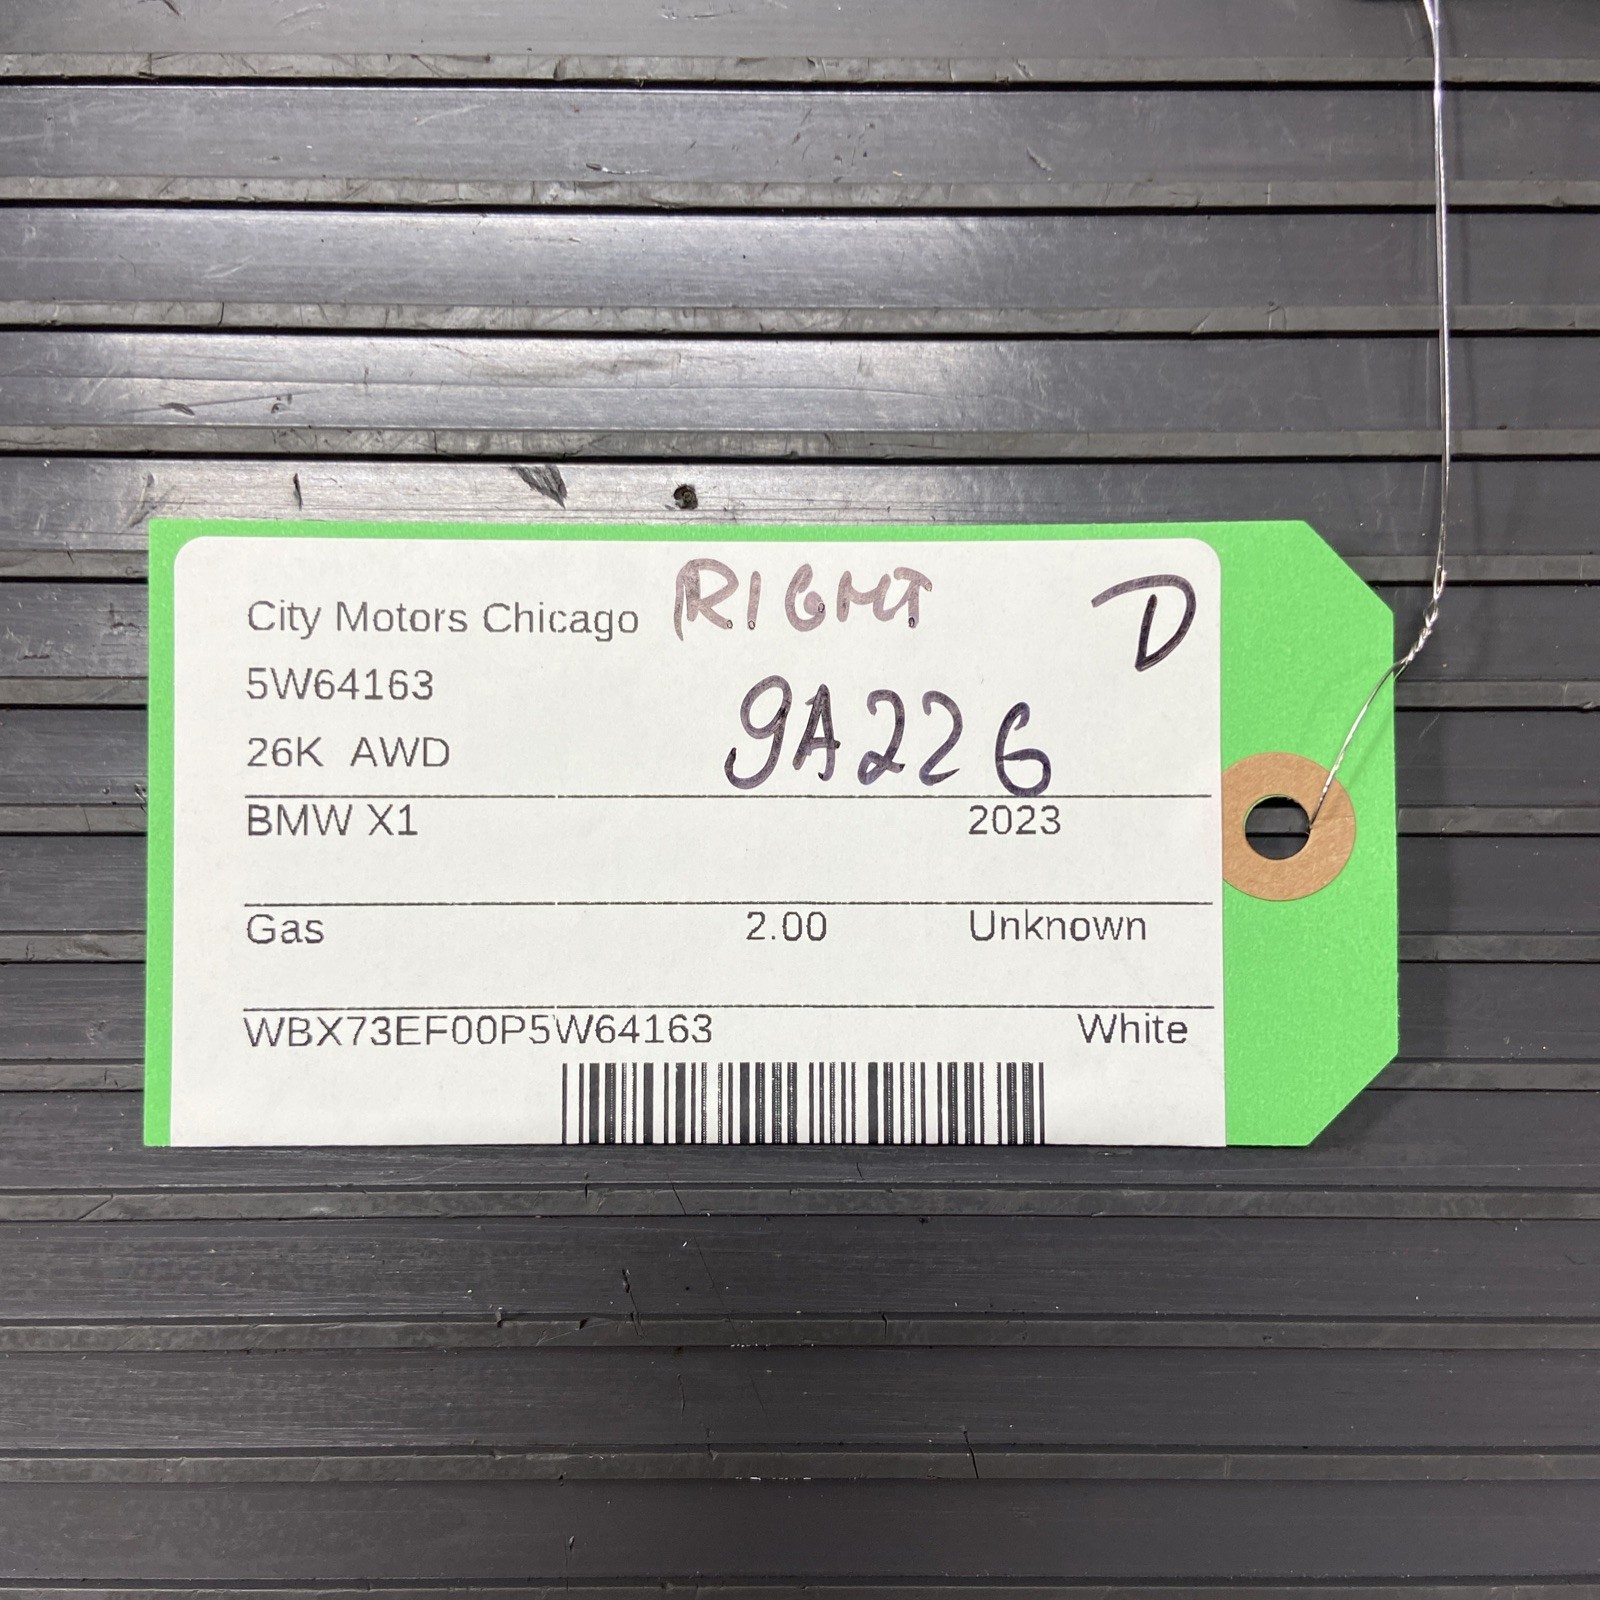 City Motors Chicago RIGHT D
5W64163 9A226
26K AWD
BMW X1 2023
Gas 2.00 Unknown
WBX73EF00P5W64163 White